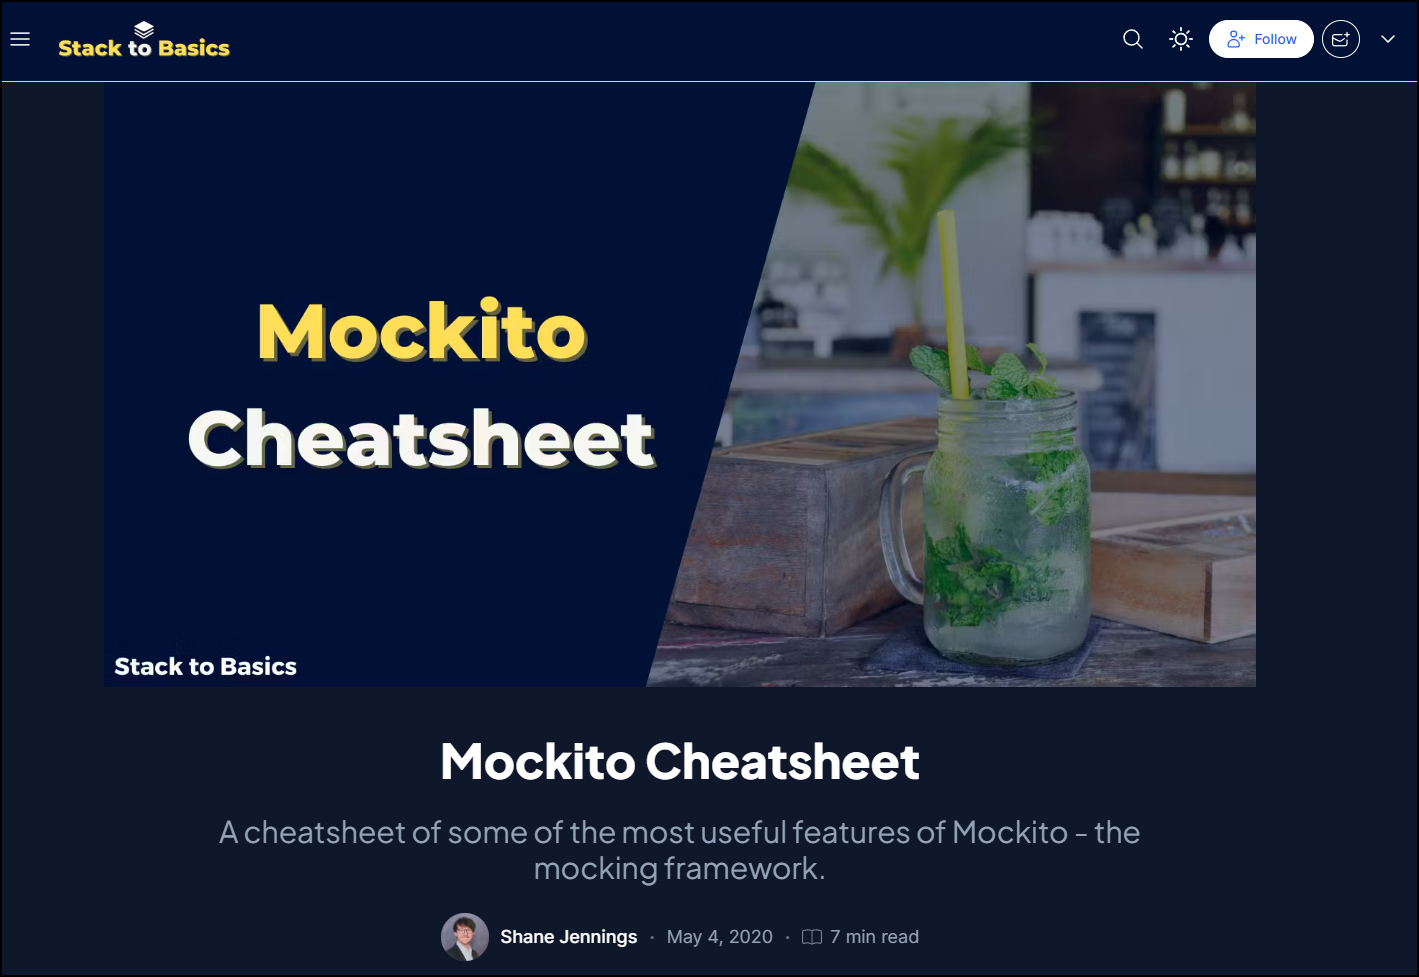 Stack to Basics
Follow
Mockito
Cheatsheet
Stack to Basics
Mockito Cheatsheet
A cheatsheet of some of the most useful features of Mockito - the
mocking framework.
Shane Jennings · May 4, 2020 · 7 min read